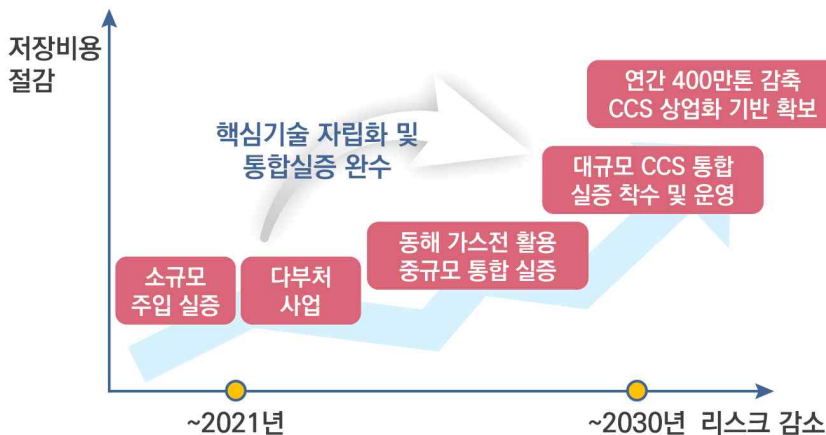 저장비용
절감
연간 400만톤 감축
CCS 상업화 기반 확보
핵심기술 자립화 및
통합실증 완수
대규모 CCS 통합
실증 착수 및 운영
동해 가스전 활용
중규모 통합 실증
소규모
주입 실증
다부처
사업
~2021년
~2030년 리스크 감소